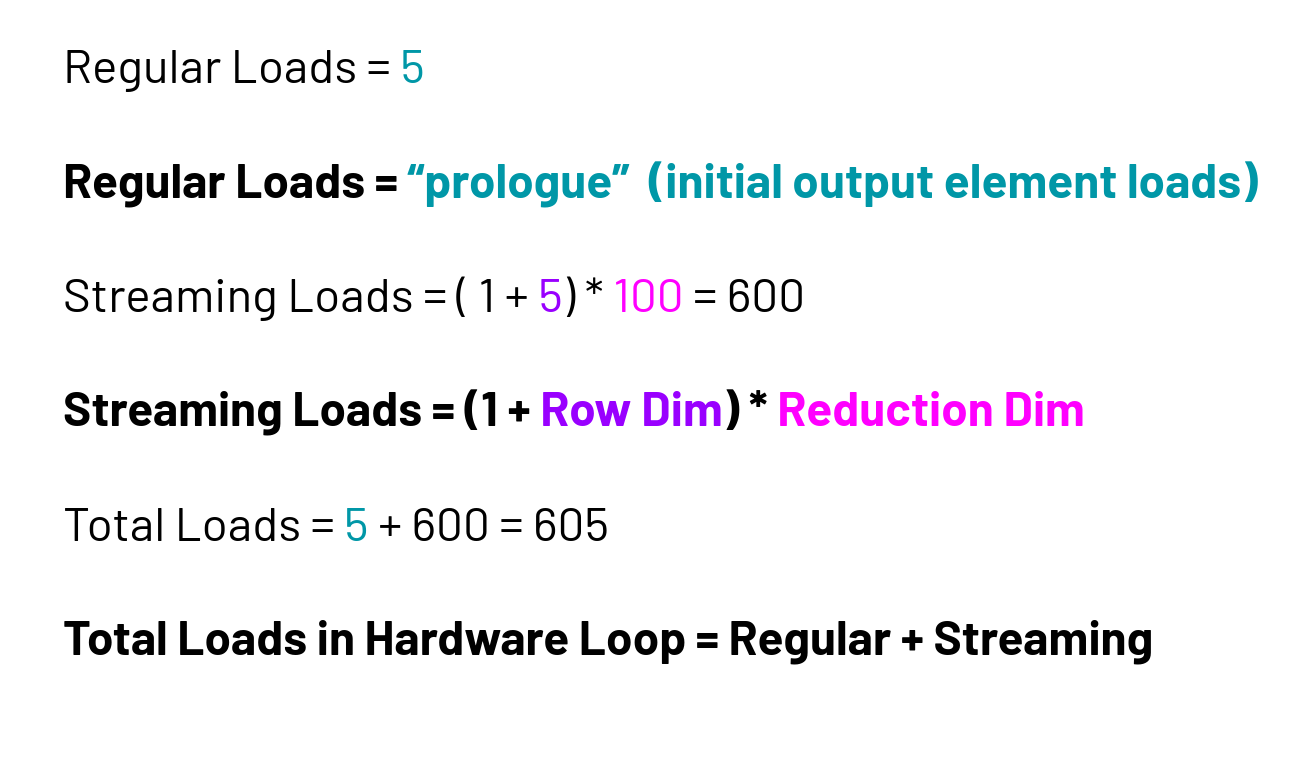 Regular Loads = 5
Regular Loads = “prologue” (initial output element loads)
Streaming Loads = ( 1 + 5) * 100 = 600
Streaming Loads = (1 + Row Dim) * Reduction Dim
Total Loads = 5 + 600 = 605
Total Loads in Hardware Loop = Regular + Streaming